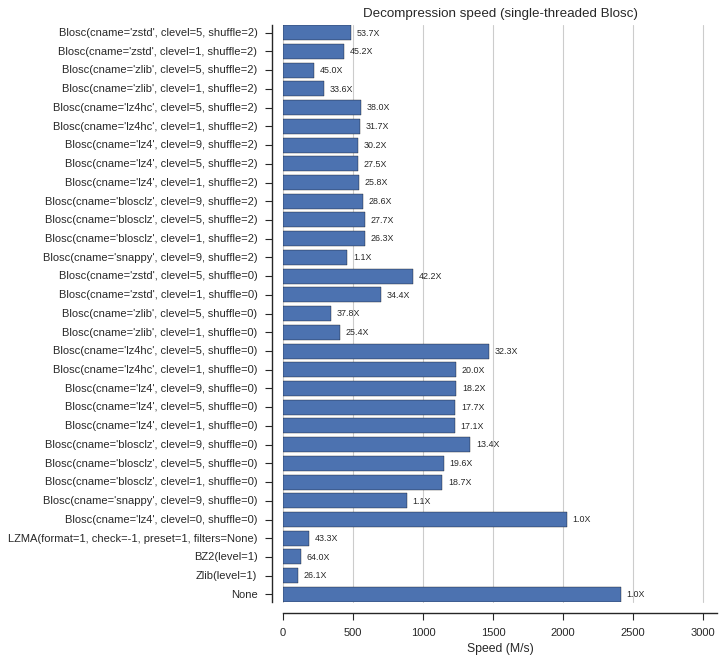 Decompression speed (single-threaded Blosc)
Blosc(cname='zstd', clevel=5, shuffle=2) 53.7X
Blosc(cname='zstd', clevel=1, shuffle=2) 45.2X
Blosc(cname='zlib', clevel=5, shuffle=2) 45.0X
Blosc(cname='zlib', clevel=1, shuffle=2) 33.6X
Blosc(cname='lz4hc', clevel=5, shuffle=2) 38.0X
Blosc(cname='lz4hc', clevel=1, shuffle=2) 31.7X
Blosc(cname='lz4', clevel=9, shuffle=2) 30.2X
Blosc(cname='lz4', clevel=5, shuffle=2) 27.5X
Blosc(cname='lz4', clevel=1, shuffle=2) 25.8X
Blosc(cname='blosclz', clevel=9, shuffle=2) 28.6X
Blosc(cname='blosclz', clevel=5, shuffle=2) 27.7X
Blosc(cname='blosclz', clevel=1, shuffle=2) 26.3X
Blosc(cname='snappy', clevel=9, shuffle=2) 1.1X
Blosc(cname='zstd', clevel=5, shuffle=0) 42.2X
Blosc(cname='zstd', clevel=1, shuffle=0) 34.4X
Blosc(cname='zlib', clevel=5, shuffle=0) 37.8X
Blosc(cname='zlib', clevel=1, shuffle=0) 25.4X
Blosc(cname='lz4hc', clevel=5, shuffle=0) 32.3X
Blosc(cname='lz4hc', clevel=1, shuffle=0) 20.0X
Blosc(cname='lz4', clevel=9, shuffle=0) 18.2X
Blosc(cname='lz4', clevel=5, shuffle=0) 17.7X
Blosc(cname='lz4', clevel=1, shuffle=0) 17.1X
Blosc(cname='blosclz', clevel=9, shuffle=0) 13.4X
Blosc(cname='blosclz', clevel=5, shuffle=0) 19.6X
Blosc(cname='blosclz', clevel=1, shuffle=0) 18.7X
Blosc(cname='snappy', clevel=9, shuffle=0) 1.1X
Blosc(cname='lz4', clevel=0, shuffle=0) 1.0X
LZMA(format=1, check=-1, preset=1, filters=None) 43.3X
BZ2(level=1) 64.0X
Zlib(level=1) 26.1X
None 1.0X
0 500 1000 1500 2000 2500 3000
Speed (M/s)